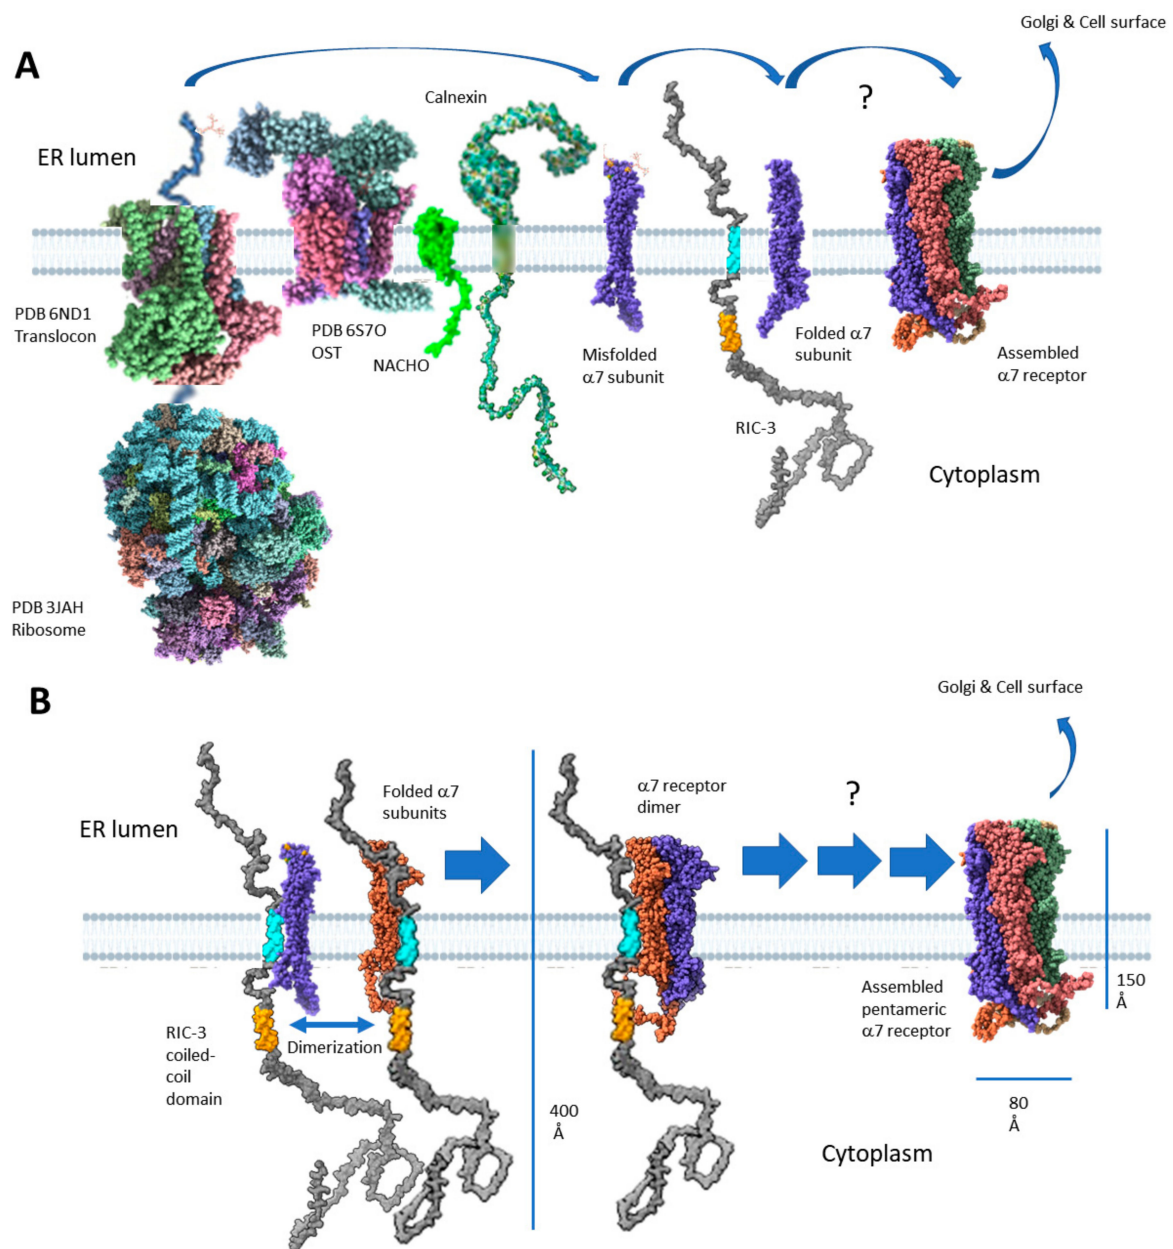 A
Golgi & Cell surface
Calnexin
?
ER lumen
PDB 6ND1
Translocon
PDB 6S7O
OST
NACHO
Misfolded
α7 subunit
Folded α7
subunit
Assembled
α7 receptor
RIC-3
Cytoplasm
PDB 3JAH
Ribosome
B
Golgi & Cell surface
Folded α7
subunits
α7 receptor
dimer
?
ER lumen
RIC-3
coiled-
coil
domain
Dimerization
Assembled
pentameric
α7 receptor
150
Å
400
Å
80
Å
Cytoplasm